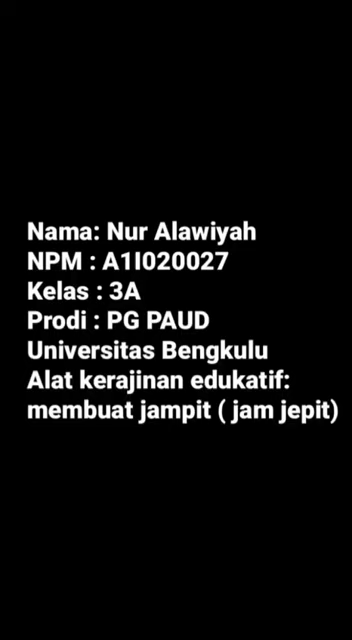 Nama: Nur Alawiyah
NPM : A1I020027
Kelas : 3A
Prodi : PG PAUD
Universitas Bengkulu
Alat kerajinan edukatif:
membuat jampit ( jam jepit)